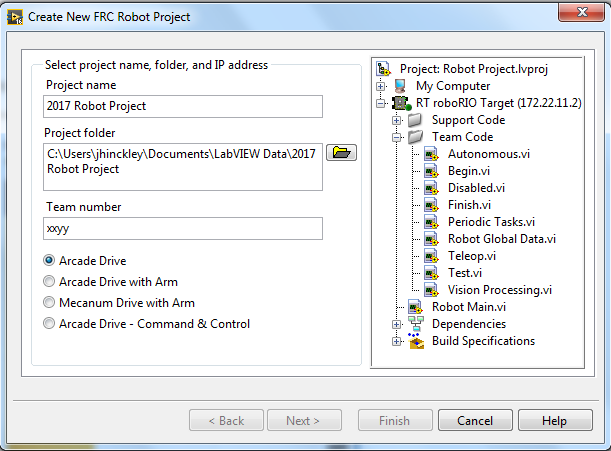 Create New FRC Robot Project
Select project name, folder, and IP address
Project name
2017 Robot Project
Project folder
C:\Users\jhinckley\Documents\LabVIEW Data\2017
Robot Project
Team number
xxyy
Arcade Drive
Arcade Drive with Arm
Mecanum Drive with Arm
Arcade Drive - Command & Control
Project: Robot Project.lvproj
My Computer
RT roboRIO Target (172.22.11.2)
Support Code
Team Code
Autonomous.vi
Begin.vi
Disabled.vi
Finish.vi
Periodic Tasks.vi
Robot Global Data.vi
Teleop.vi
Test.vi
Vision Processing.vi
Robot Main.vi
Dependencies
Build Specifications
< Back
Next >
Finish
Cancel
Help